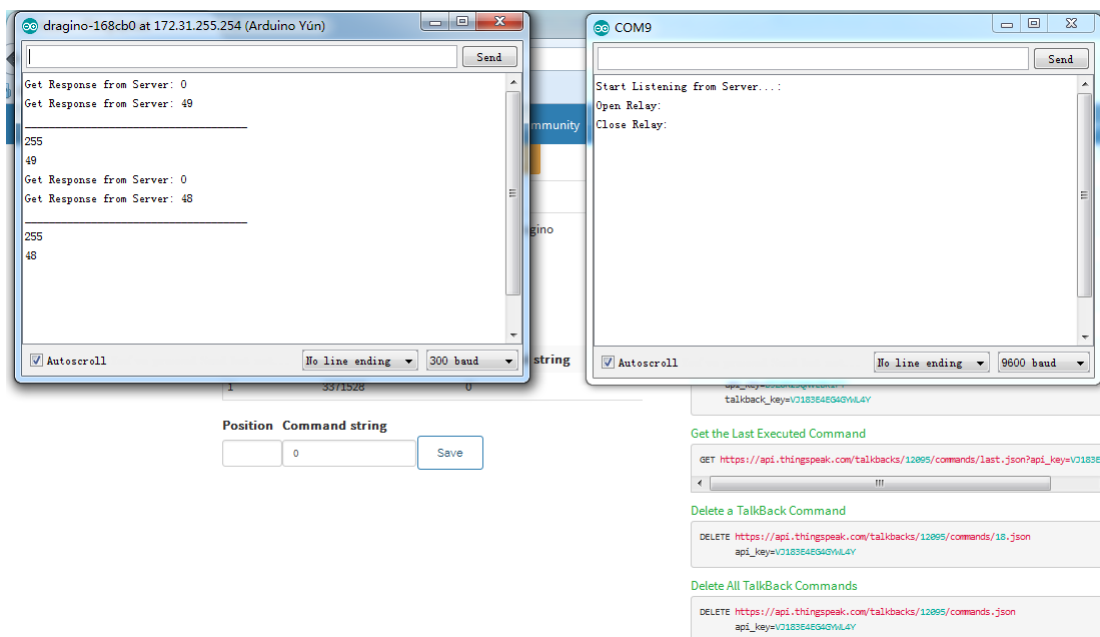 dragino-168cb0 at 172.31.255.254 (Arduino Yún)
Send
Get Response from Server: 0
Get Response from Server: 49
255
49
Get Response from Server: 0
Get Response from Server: 48
255
48
Autoscroll
No line ending
300 baud
COM9
Send
Start Listening from Server...:
Open Relay:
Close Relay:
Autoscroll
No line ending
9600 baud
mmunity
gino
string
1 3371528 0
Position Command string
0
Save
talkback_key=VJ183E4EG4GYWL4Y
Get the Last Executed Command
GET https://api.thingspeak.com/talkbacks/12095/commands/last.json?api_key=VJ183E
Delete a TalkBack Command
DELETE https://api.thingspeak.com/talkbacks/12095/commands/18.json
api_key=VJ183E4EG4GYWL4Y
Delete All TalkBack Commands
DELETE https://api.thingspeak.com/talkbacks/12095/commands.json
api_key=VJ183E4EG4GYWL4Y